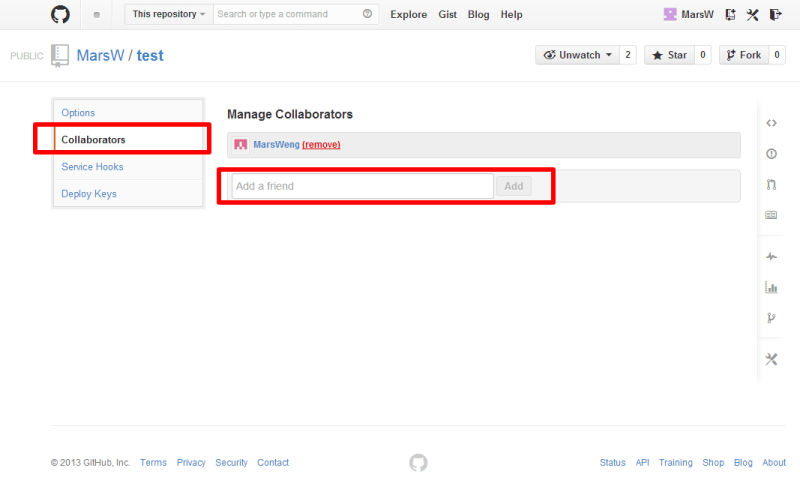 This repository Search or type a command Explore Gist Blog Help MarsW
PUBLIC MarsW / test Unwatch 2 Star 0 Fork 0
Options
Collaborators
Service Hooks
Deploy Keys
Manage Collaborators
MarsWeng (remove)
Add a friend Add
© 2013 GitHub, Inc. Terms Privacy Security Contact Status API Training Shop Blog About